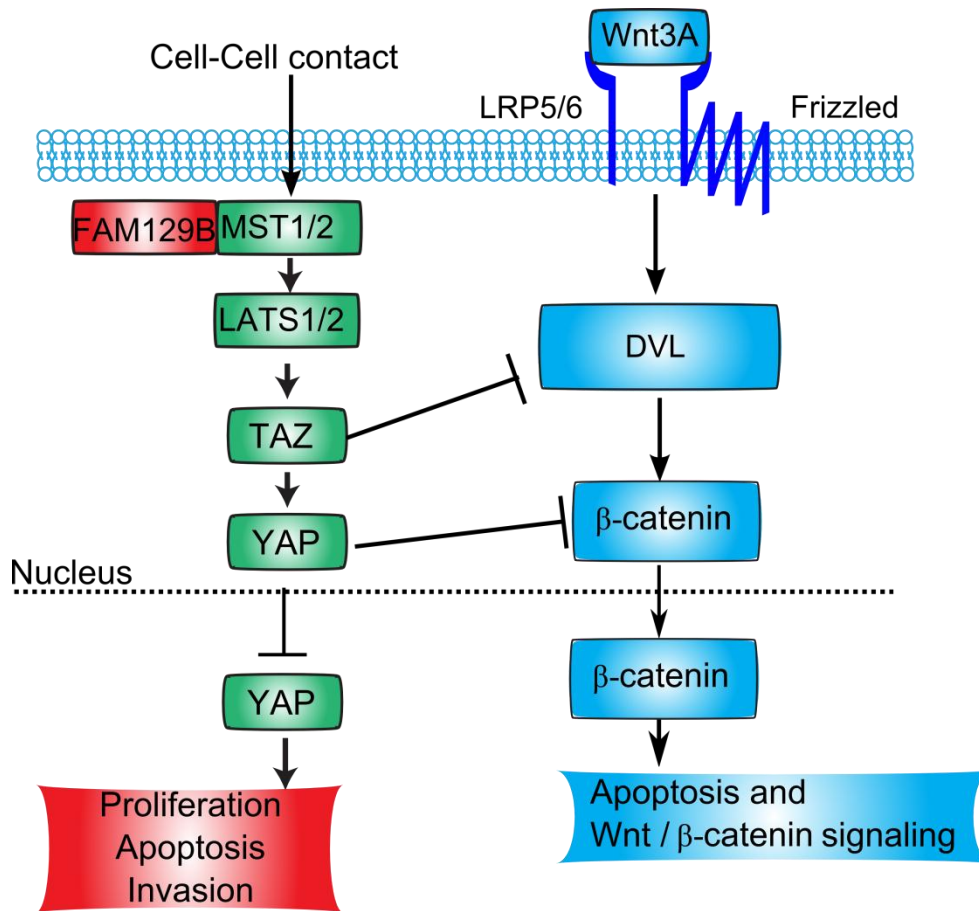 Wnt3A
Cell-Cell contact
LRP5/6
Frizzled
FAM129B
MST1/2
LATS1/2
DVL
TAZ
YAP
β-catenin
Nucleus
YAP
β-catenin
Proliferation
Apoptosis
Invasion
Apoptosis and
Wnt / β-catenin signaling